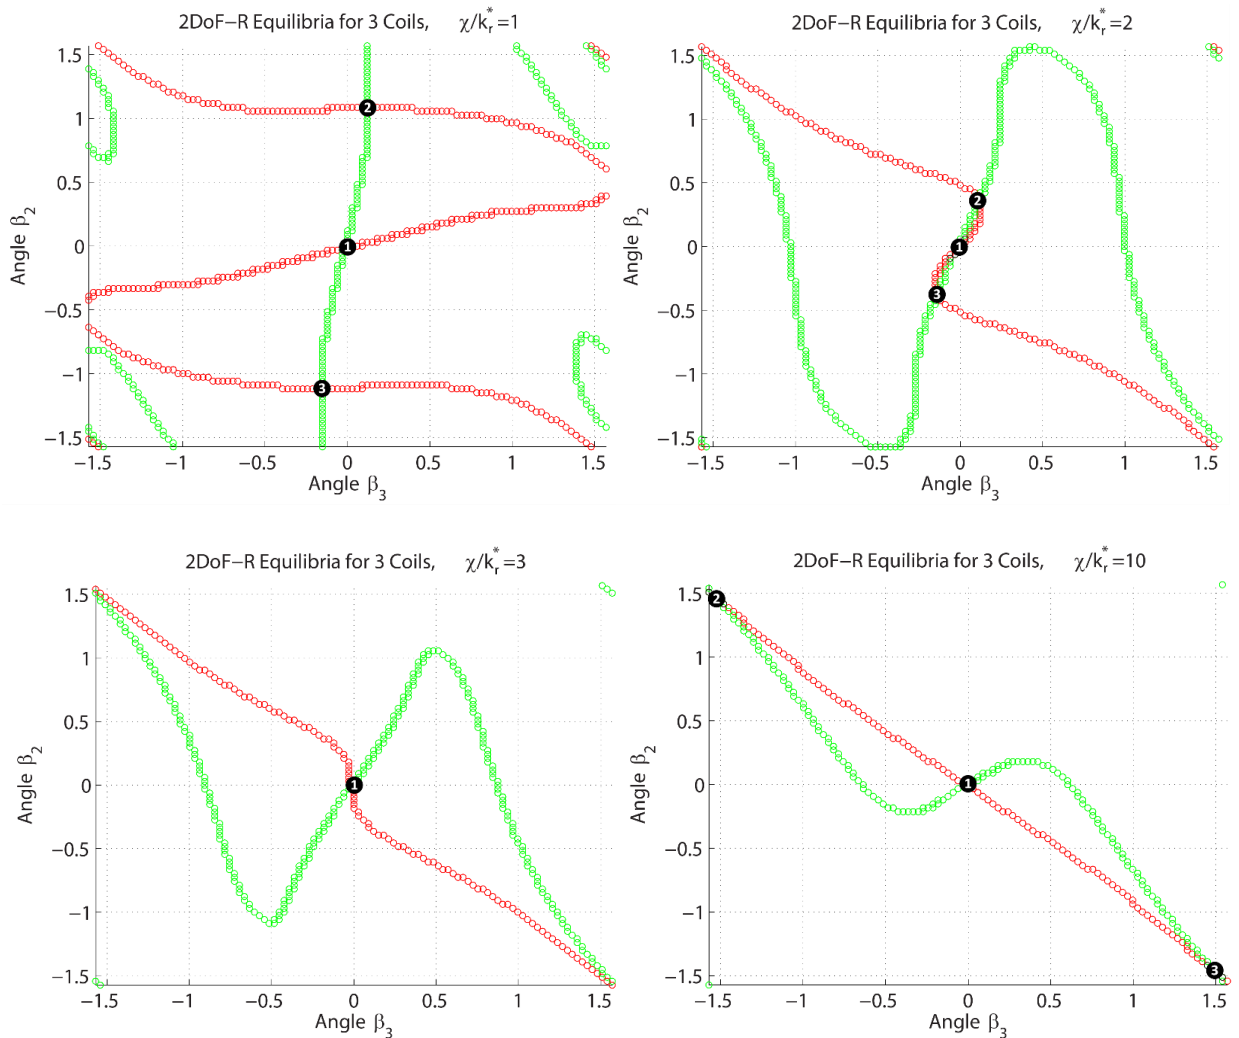 2DoF−R Equilibria for 3 Coils, χ/k*r=1
1.5
1
0.5
0
−0.5
−1
−1.5
Angle β2
2
1
3
−1.5 −1 −0.5 0 0.5 1 1.5
Angle β3
2DoF−R Equilibria for 3 Coils, χ/k*r=2
1.5
1
0.5
0
−0.5
−1
−1.5
Angle β2
2
1
3
−1.5 −1 −0.5 0 0.5 1 1.5
Angle β3
2DoF−R Equilibria for 3 Coils, χ/k*r=3
1.5
1
0.5
0
−0.5
−1
−1.5
Angle β2
1
−1.5 −1 −0.5 0 0.5 1 1.5
Angle β3
2DoF−R Equilibria for 3 Coils, χ/k*r=10
1.5
1
0.5
0
−0.5
−1
−1.5
Angle β2
2
1
3
−1.5 −1 −0.5 0 0.5 1 1.5
Angle β3